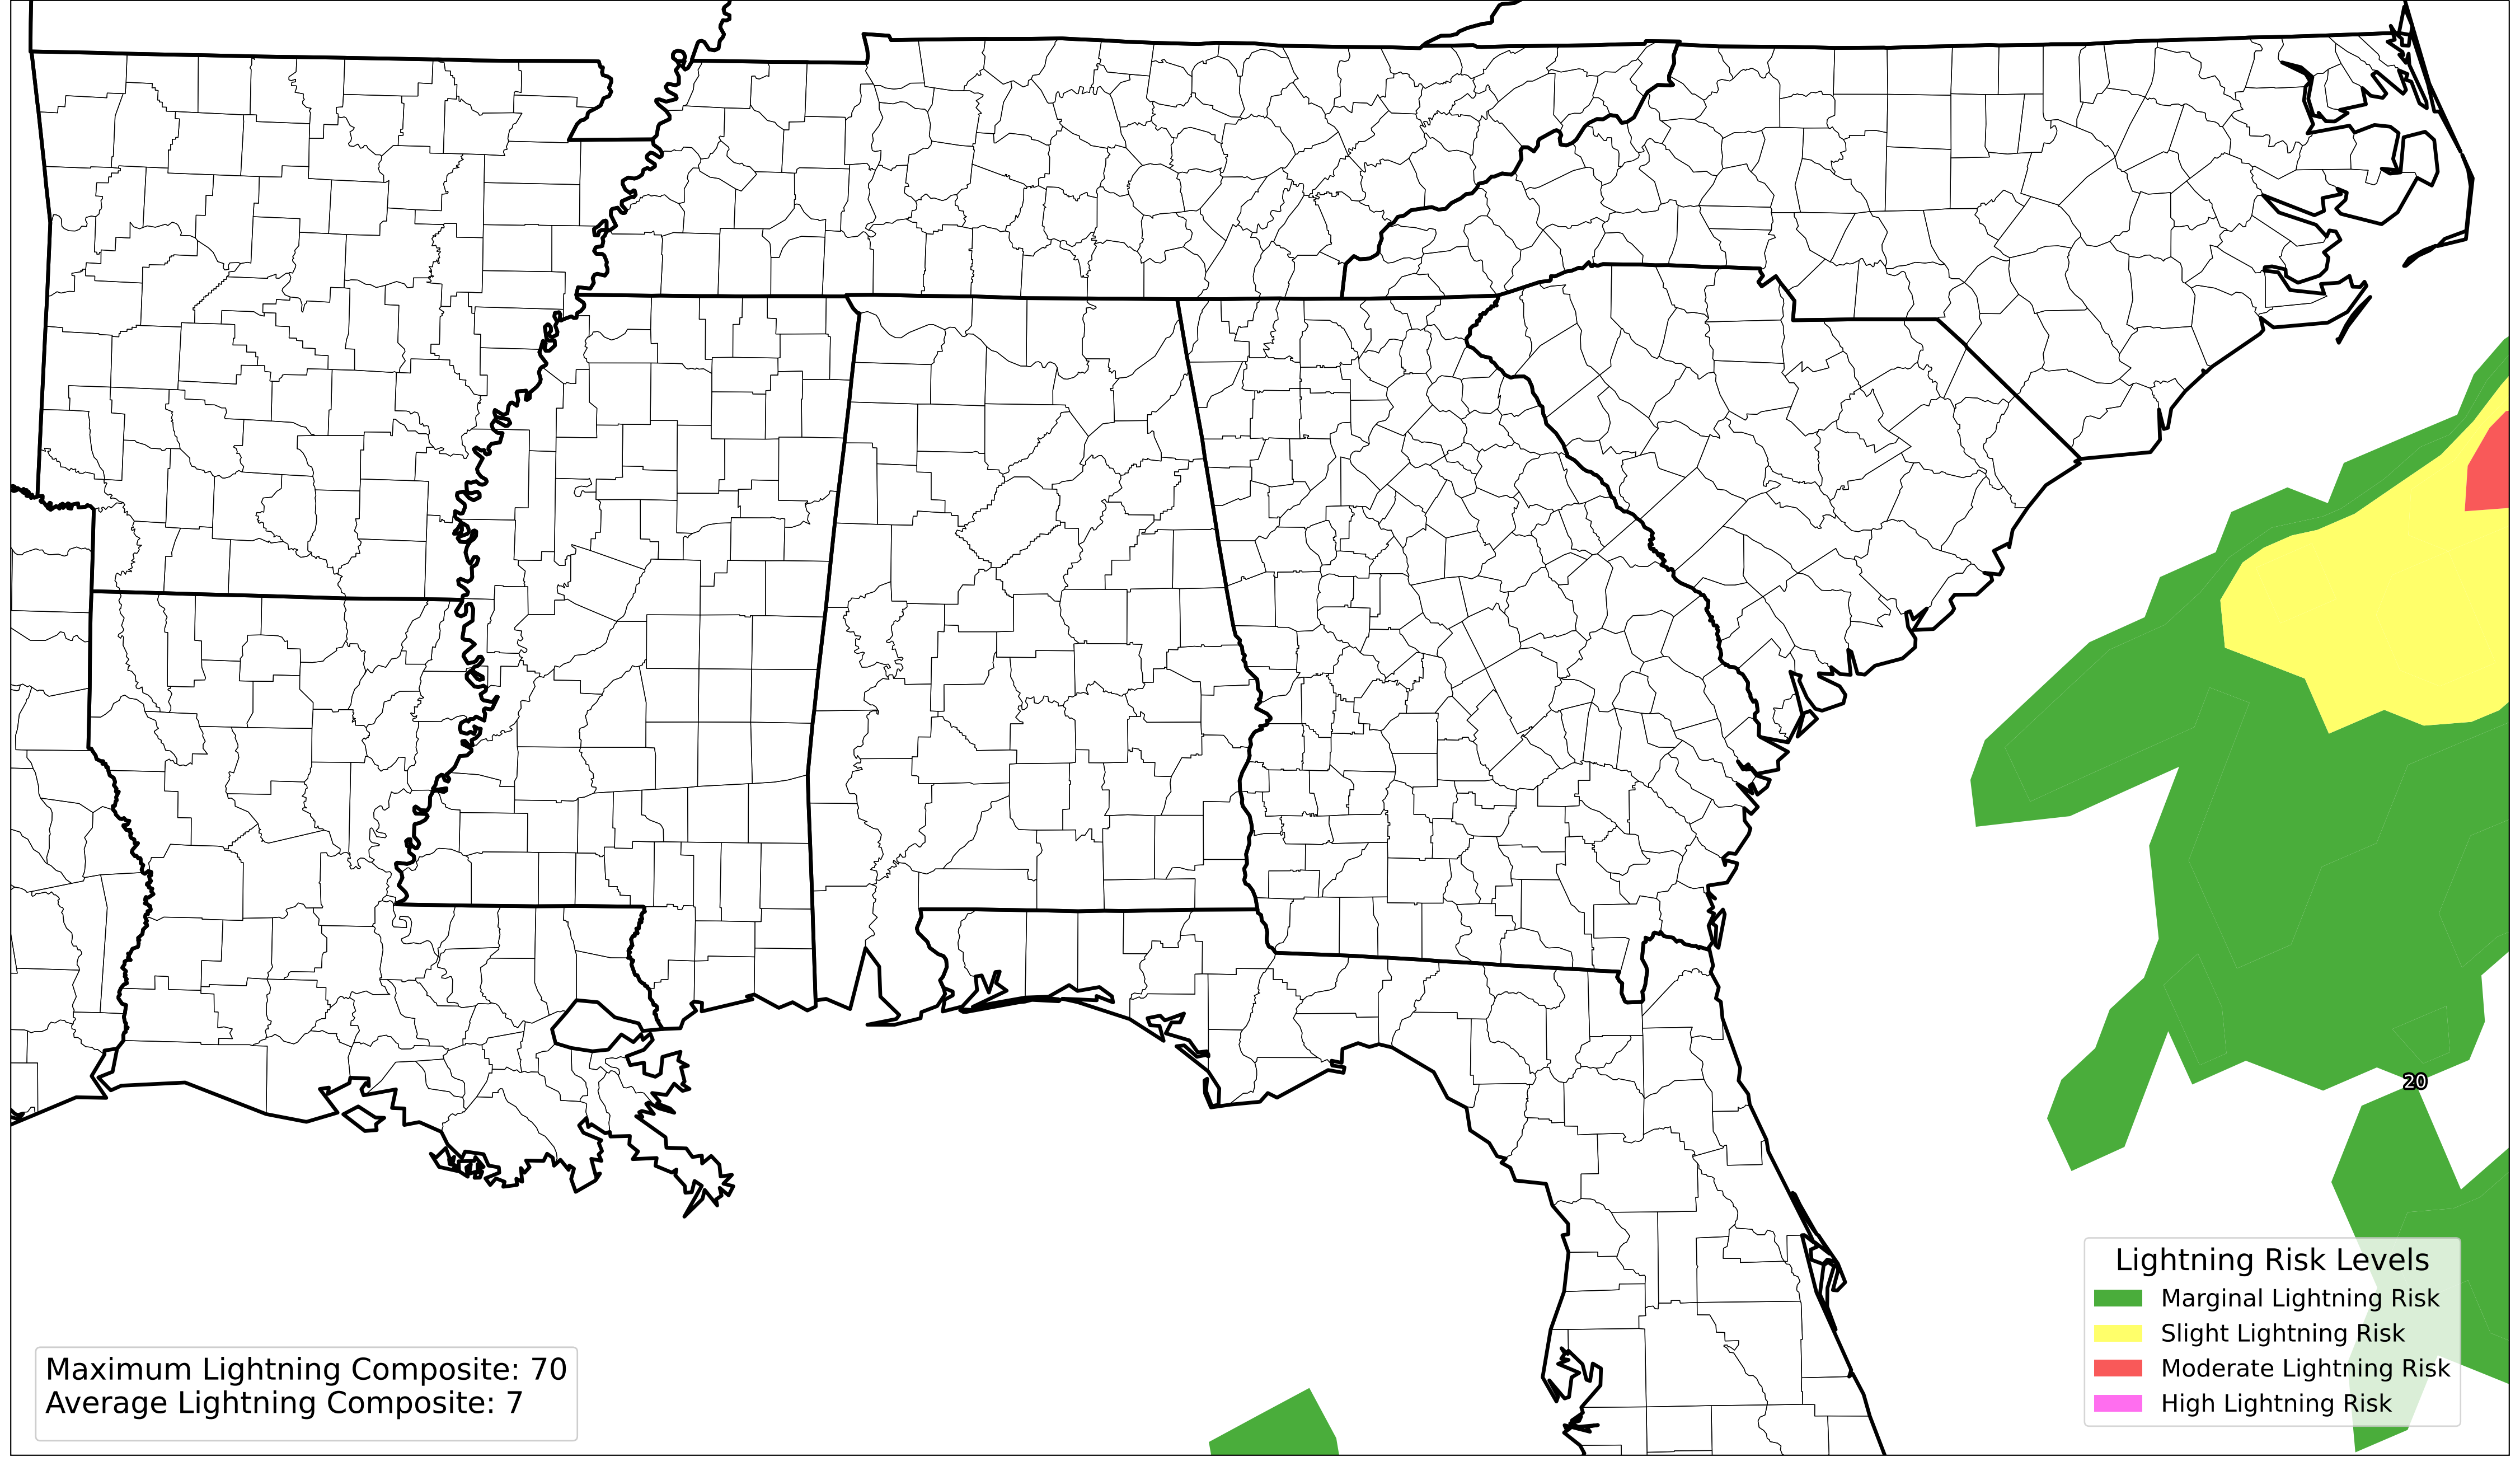 20
Lightning Risk Levels
Marginal Lightning Risk
Slight Lightning Risk
Moderate Lightning Risk
High Lightning Risk
Maximum Lightning Composite: 70
Average Lightning Composite: 7